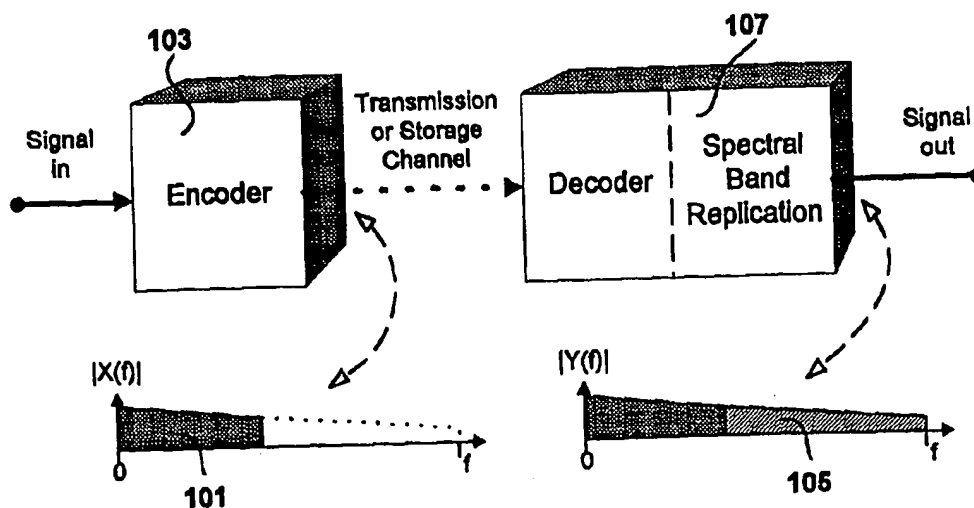 103
107
Signal
in
Encoder
Transmission
or Storage
Channel
Decoder
Spectral
Band
Replication
Signal
out
|X(f)|
0
f
101
|Y(f)|
0
f
105